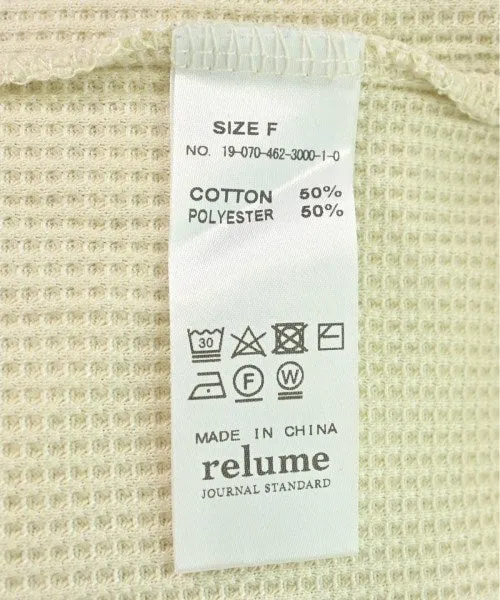 SIZE F
NO. 19-070-462-3000-1-0
COTTON 50%
POLYESTER 50%
30
F W
MADE IN CHINA
relume
JOURNAL STANDARD